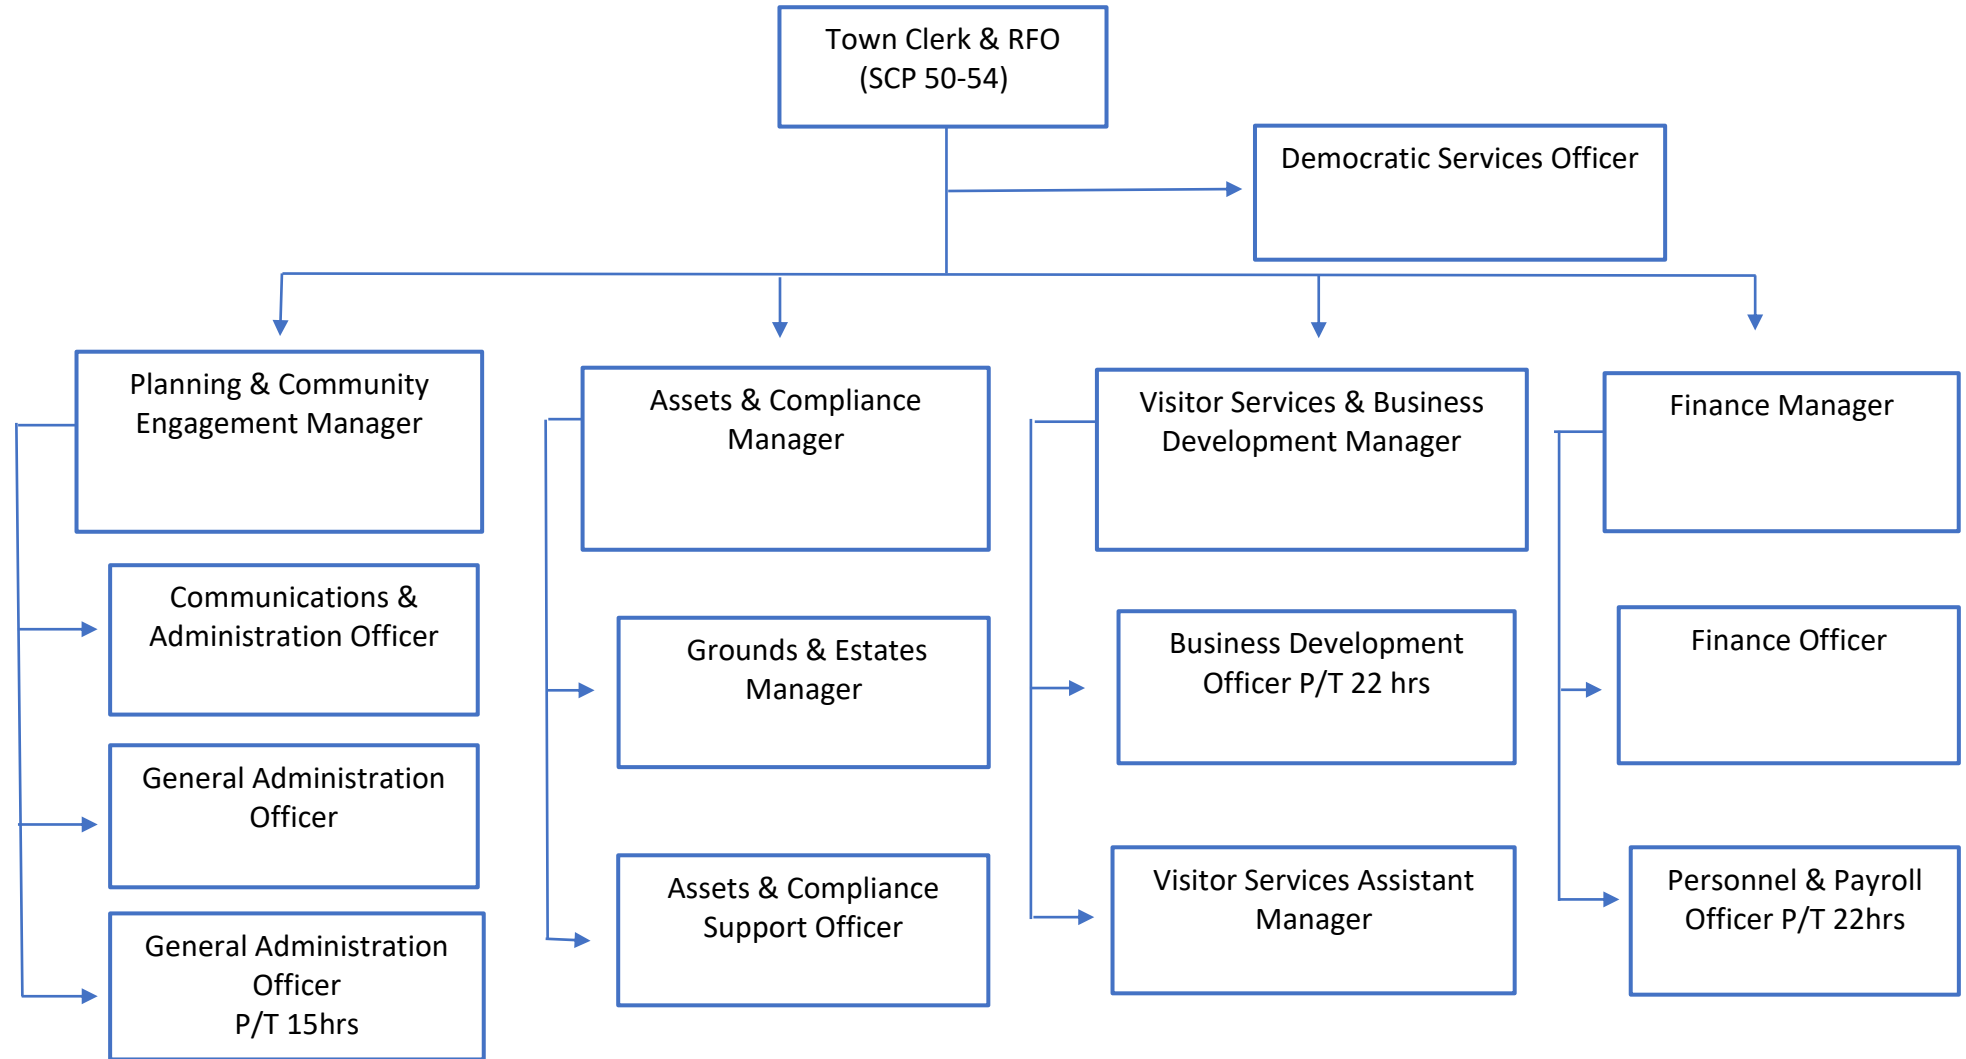 Town Clerk & RFO
(SCP 50-54)
Democratic Services Officer
Planning & Community
Engagement Manager
Assets & Compliance
Manager
Visitor Services & Business
Development Manager
Finance Manager
Communications &
Administration Officer
Grounds & Estates
Manager
Business Development
Officer P/T 22 hrs
Finance Officer
General Administration
Officer
Assets & Compliance
Support Officer
Visitor Services Assistant
Manager
Personnel & Payroll
Officer P/T 22hrs
General Administration
Officer
P/T 15hrs